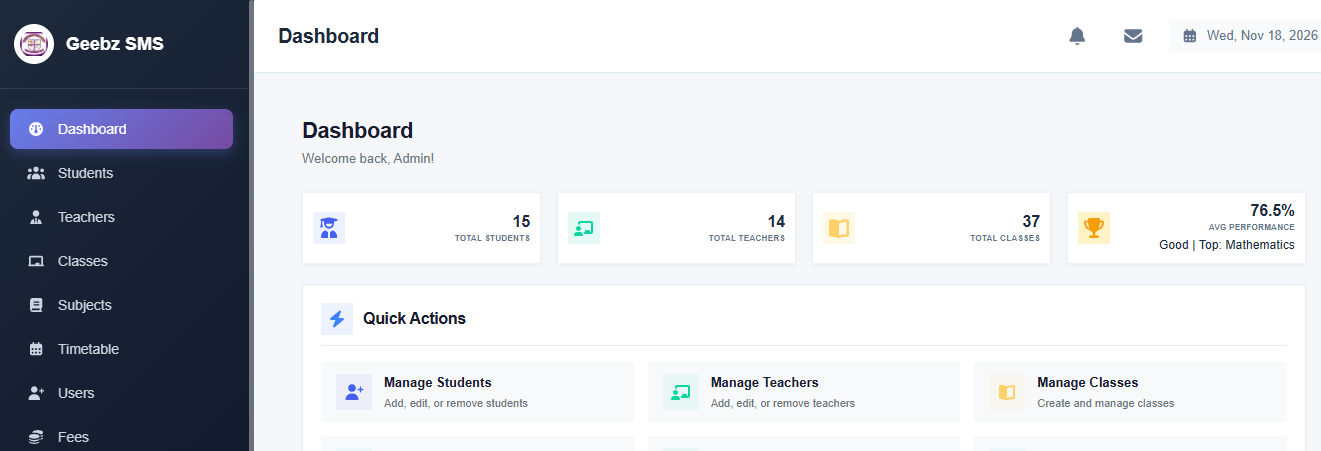 Geebz SMS
Dashboard
Students
Teachers
Classes
Subjects
Timetable
Users
Fees
Dashboard
Wed, Nov 18, 2026
Dashboard
Welcome back, Admin!
15
TOTAL STUDENTS
14
TOTAL TEACHERS
37
TOTAL CLASSES
76.5%
AVG PERFORMANCE
Good | Top: Mathematics
Quick Actions
Manage Students
Add, edit, or remove students
Manage Teachers
Add, edit, or remove teachers
Manage Classes
Create and manage classes